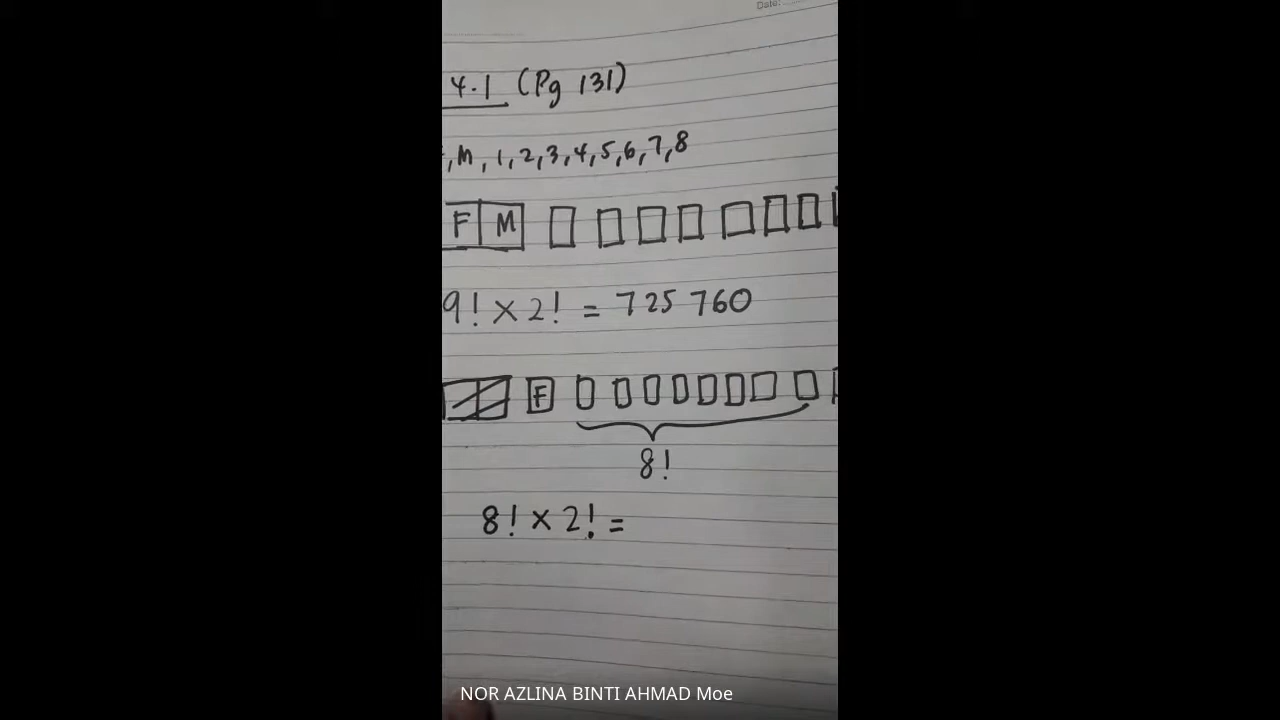 Date:
4.1 (Pg 131)
, M, 1, 2, 3, 4, 5, 6, 7, 8
F M
9! × 2! = 725 760
F
8!
8! × 2! =
NOR AZLINA BINTI AHMAD Moe